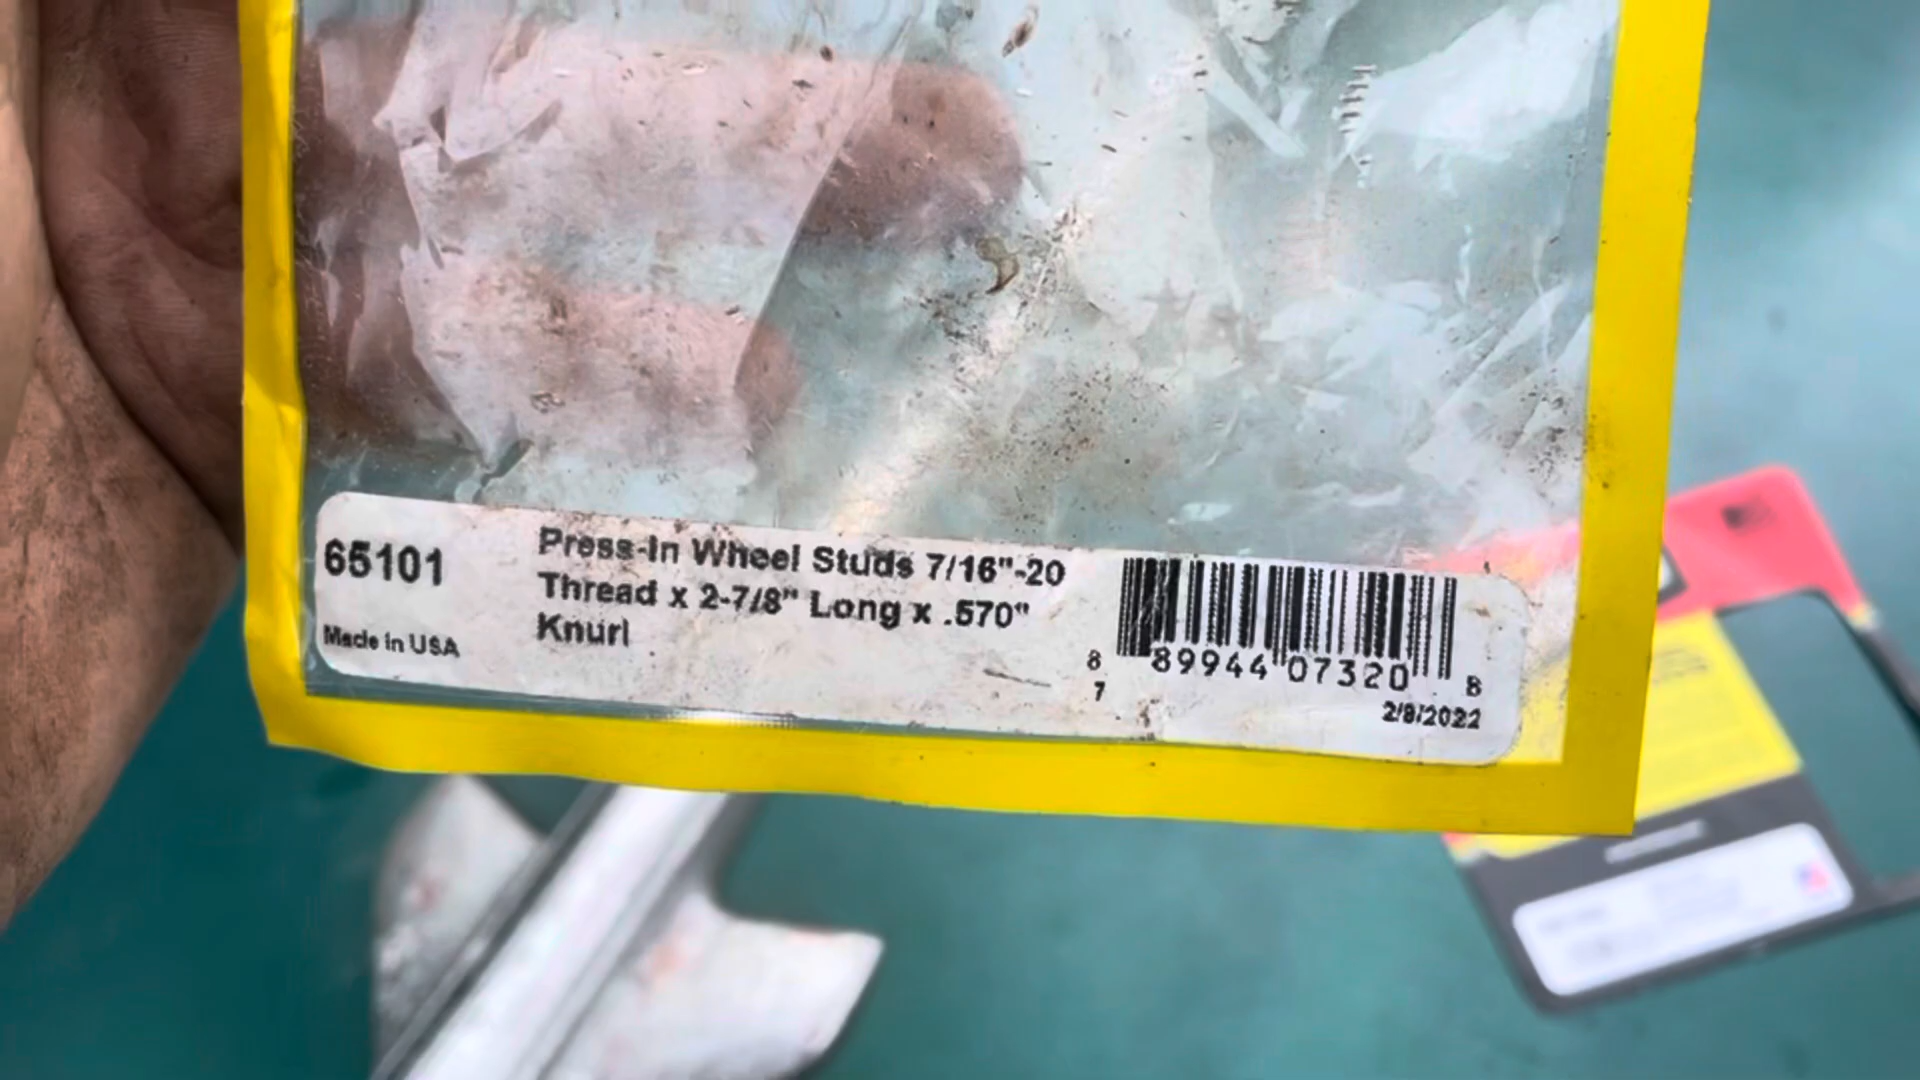 65101
Made in USA
Press-In Wheel Studs 7/16"-20
Thread x 2-7/8" Long x .570"
Knurl
8 89944 07320 8
7
2/8/2022